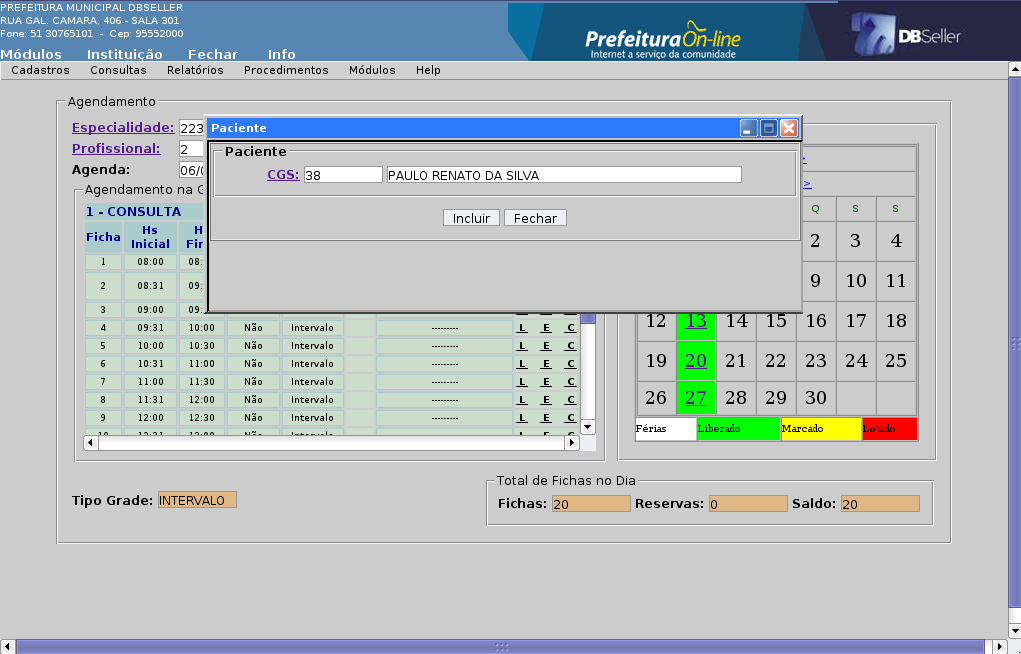 PREFEITURA MUNICIPAL DBSELLER
RUA GAL. CAMARA, 406 - SALA 301
Fone: 51 30765101 - Cep: 95552000
Módulos Instituição Fechar Info
PrefeituraOn-line
Internet a serviço da comunidade
DBSeller
Cadastros Consultas Relatórios Procedimentos Módulos Help
Agendamento
Especialidade: 223
Profissional: 2
Agenda: 06/0
Agendamento na G
1 - CONSULTA
Ficha Hs Inicial H Fin
1 08:00 08:
2 08:31 09:
3 09:00 09:
4 09:31 10:00 Não Intervalo --------- L E C
5 10:00 10:30 Não Intervalo --------- L E C
6 10:31 11:00 Não Intervalo --------- L E C
7 11:00 11:30 Não Intervalo --------- L E C
8 11:31 12:00 Não Intervalo --------- L E C
9 12:00 12:30 Não Intervalo --------- L E C
Paciente
Paciente
CGS: 38 PAULO RENATO DA SILVA
Incluir Fechar
>
Q S S
2 3 4
9 10 11
12 13 14 15 16 17 18
19 20 21 22 23 24 25
26 27 28 29 30
Férias Liberado Marcado Lotado
Tipo Grade: INTERVALO
Total de Fichas no Dia
Fichas: 20 Reservas: 0 Saldo: 20